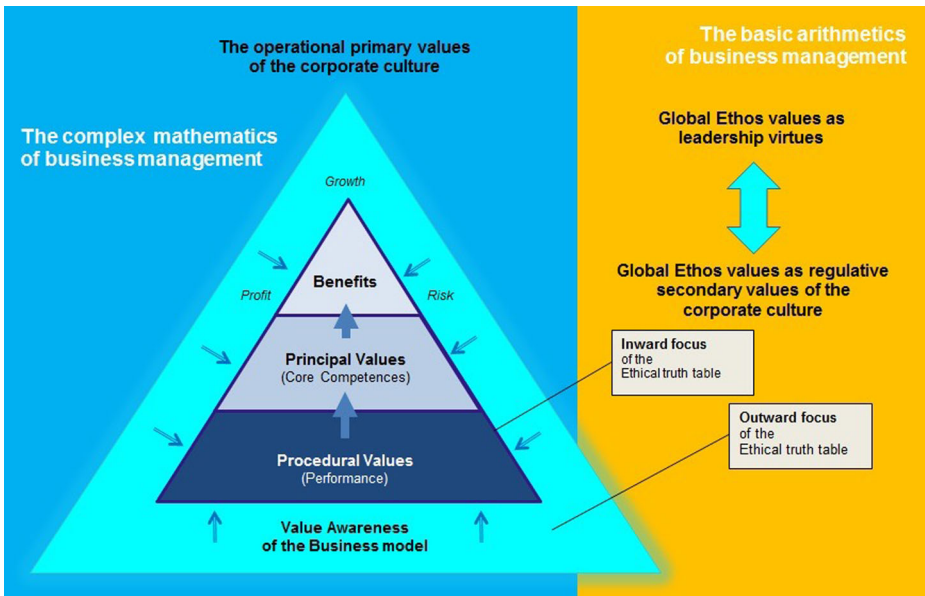 The operational primary values
of the corporate culture
The basic arithmetics
of business management
The complex mathematics
of business management
Global Ethos values as
leadership virtues
Growth
Benefits
Profit
Risk
Global Ethos values as regulative
secondary values of the
corporate culture
Principal Values
(Core Competences)
Inward focus
of the
Ethical truth table
Outward focus
of the
Ethical truth table
Procedural Values
(Performance)
Value Awareness
of the Business model